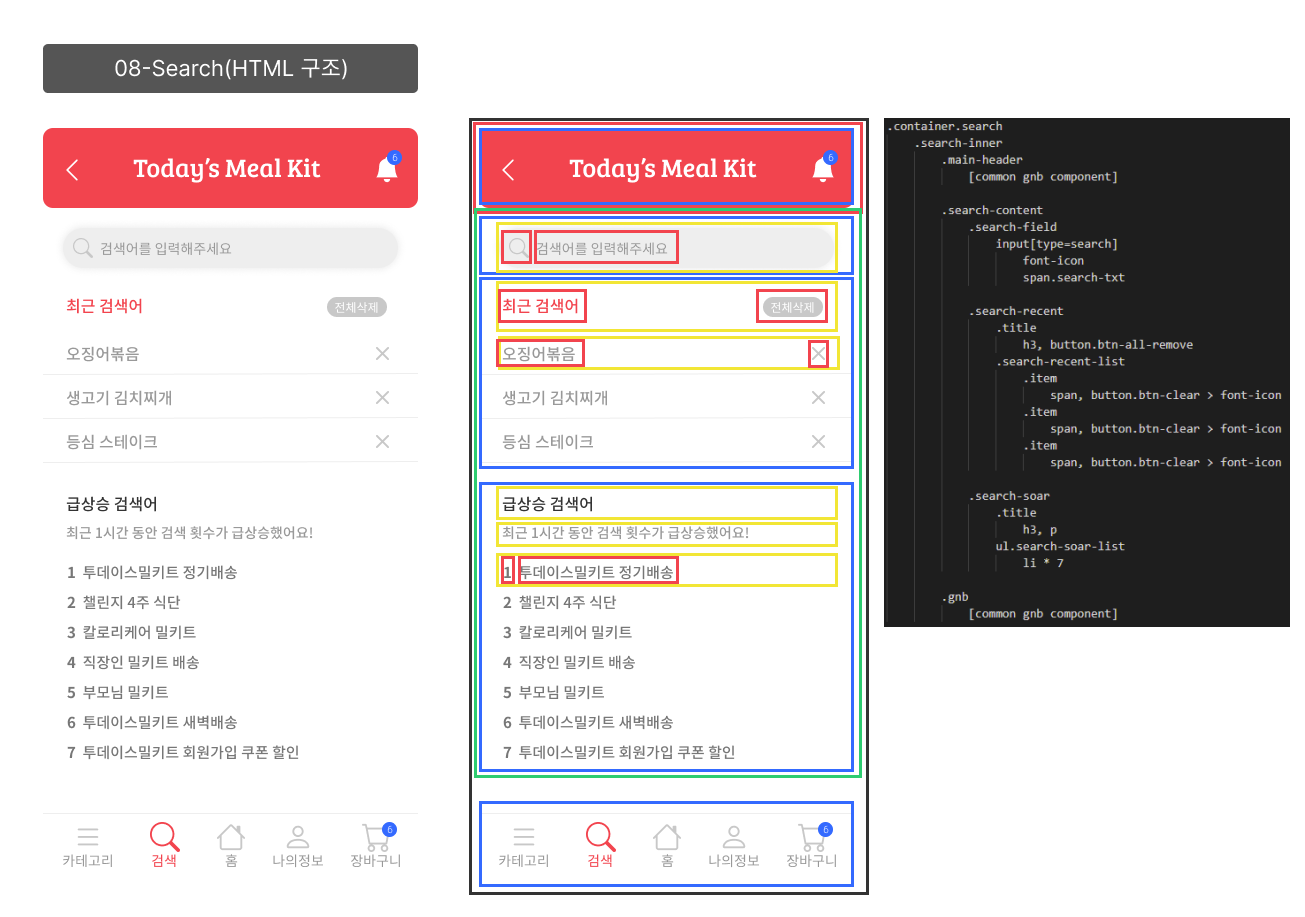 08-Search(HTML 구조)
Today's Meal Kit
6
검색어를 입력해주세요
최근 검색어
전체삭제
오징어볶음
생고기 김치찌개
등심 스테이크
급상승 검색어
최근 1시간 동안 검색 횟수가 급상승했어요!
1 투데이스밀키트 정기배송
2 챌린지 4주 식단
3 칼로리케어 밀키트
4 직장인 밀키트 배송
5 부모님 밀키트
6 투데이스밀키트 새벽배송
7 투데이스밀키트 회원가입 쿠폰 할인
카테고리
검색
홈
나의정보
6
장바구니
Today's Meal Kit
6
검색어를 입력해주세요
최근 검색어
전체삭제
오징어볶음
생고기 김치찌개
등심 스테이크
급상승 검색어
최근 1시간 동안 검색 횟수가 급상승했어요!
1 투데이스밀키트 정기배송
2 챌린지 4주 식단
3 칼로리케어 밀키트
4 직장인 밀키트 배송
5 부모님 밀키트
6 투데이스밀키트 새벽배송
7 투데이스밀키트 회원가입 쿠폰 할인
카테고리
검색
홈
나의정보
6
장바구니
.container.search
.search-inner
.main-header
[common gnb component]
.search-content
.search-field
input[type=search]
font-icon
span.search-txt
.search-recent
.title
h3, button.btn-all-remove
.search-recent-list
.item
span, button.btn-clear > font-icon
.item
span, button.btn-clear > font-icon
.item
span, button.btn-clear > font-icon
.search-soar
.title
h3, p
ul.search-soar-list
li * 7
.gnb
[common gnb component]